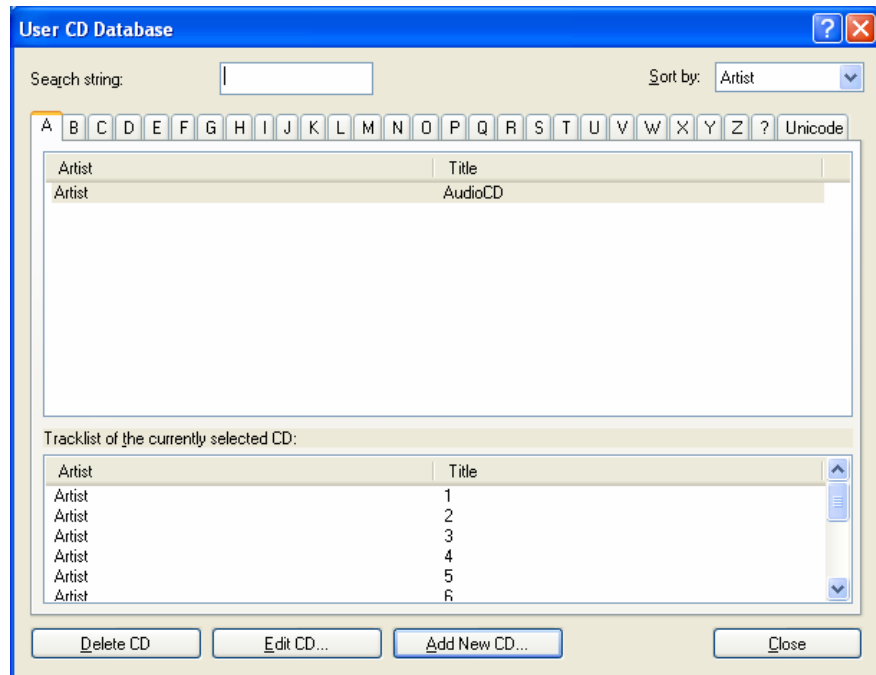 User CD Database
Search string: Sort by: Artist
A B C D E F G H I J K L M N O P Q R S T U V W X Y Z ? Unicode
Artist Title
Artist AudioCD
Tracklist of the currently selected CD:
Artist Title
Artist 1
Artist 2
Artist 3
Artist 4
Artist 5
Artist 6
Delete CD Edit CD... Add New CD... Close